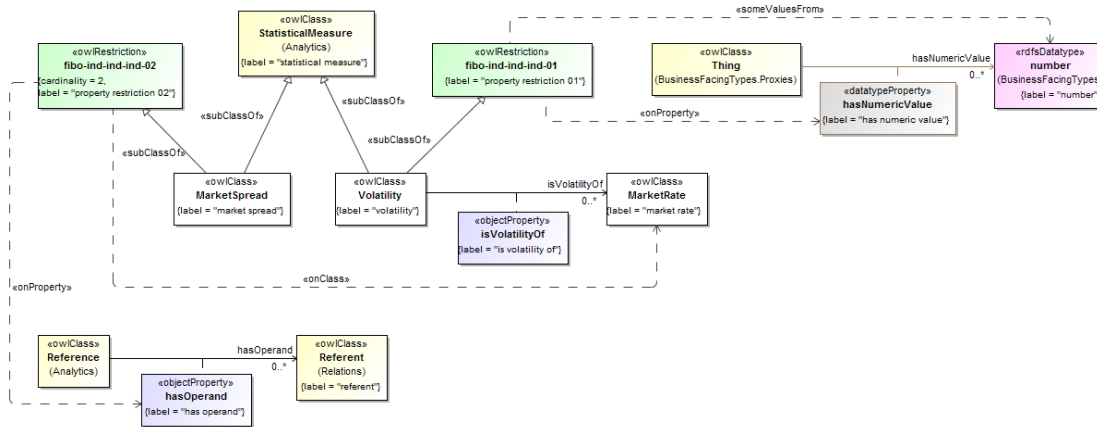 «owlClass»
StatisticalMeasure
(Analytics)
{label = "statistical measure"}
«someValuesFrom»
«owlRestriction»
fibo-ind-ind-ind-02
{cardinality = 2,
label = "property restriction 02"}
«owlRestriction»
fibo-ind-ind-ind-01
{label = "property restriction 01"}
«owlClass»
Thing
(BusinessFacingTypes.Proxies)
hasNumericValue
0..*
«rdfsDatatype»
number
(BusinessFacingTypes
{label = "number"
«datatypeProperty»
hasNumericValue
{label = "has numeric value"}
«onProperty»
«subClassOf»
«subClassOf»
«subClassOf»
«subClassOf»
«owlClass»
MarketSpread
{label = "market spread"}
«owlClass»
Volatility
{label = "volatility"}
isVolatilityOf
0..*
«owlClass»
MarketRate
{label = "market rate"}
«objectProperty»
isVolatilityOf
{label = "is volatility of"}
«onClass»
«onProperty»
«owlClass»
Reference
(Analytics)
hasOperand
0..*
«owlClass»
Referent
(Relations)
{label = "referent"}
«objectProperty»
hasOperand
{label = "has operand"}